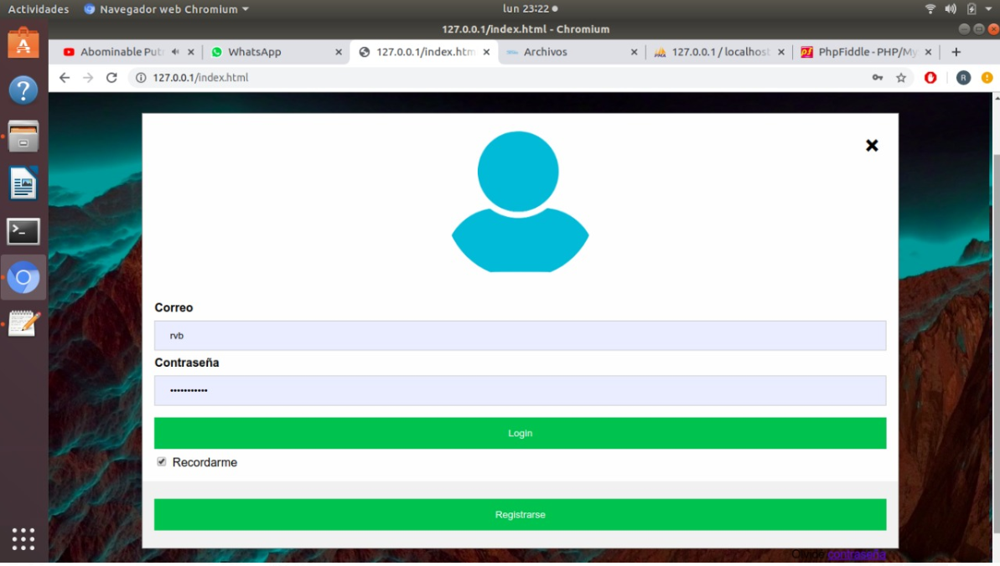 Actividades Navegador web Chromium lun 23:22
127.0.0.1/index.html - Chromium
Abominable Put WhatsApp 127.0.0.1/index.htm Archivos 127.0.0.1 / localhost PhpFiddle - PHP/My
127.0.0.1/index.html R
Correo
rvb
Contraseña
•••••••••••
Login
Recordarme
Registrarse
Olvide contraseña